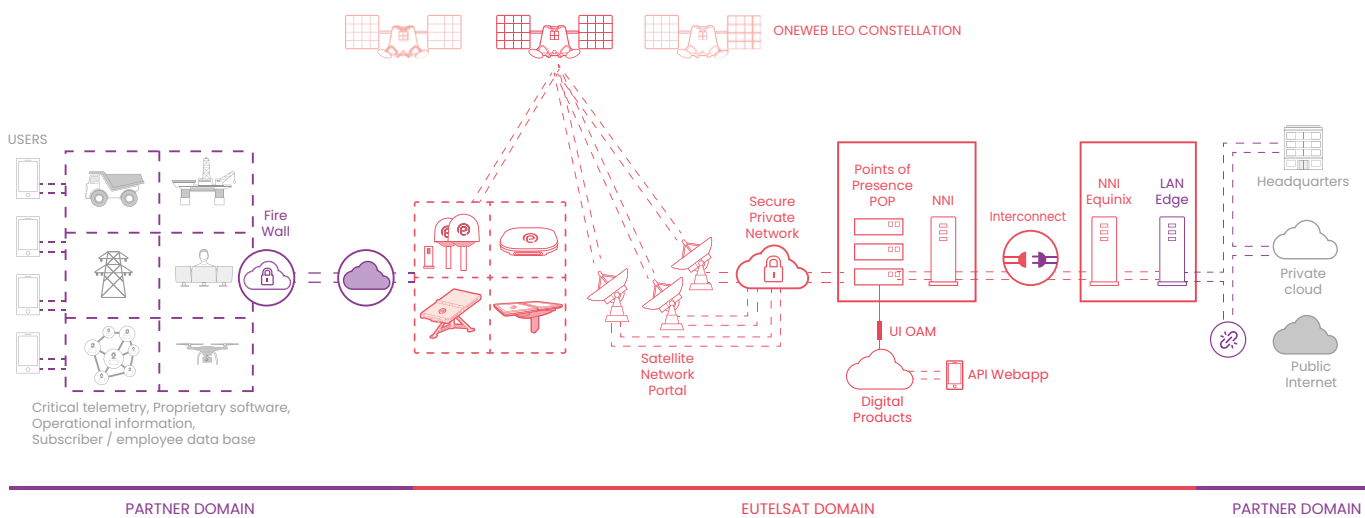 ONEWEB LEO CONSTELLATION
USERS
Fire
Wall
Critical telemetry, Proprietary software,
Operational information,
Subscriber / employee data base
Satellite
Network
Portal
Secure
Private
Network
Points of
Presence
POP
NNI
UI OAM
Digital
Products
API Webapp
Interconnect
NNI
Equinix
LAN
Edge
Headquarters
Private
cloud
Public
Internet
PARTNER DOMAIN
EUTELSAT DOMAIN
PARTNER DOMAIN